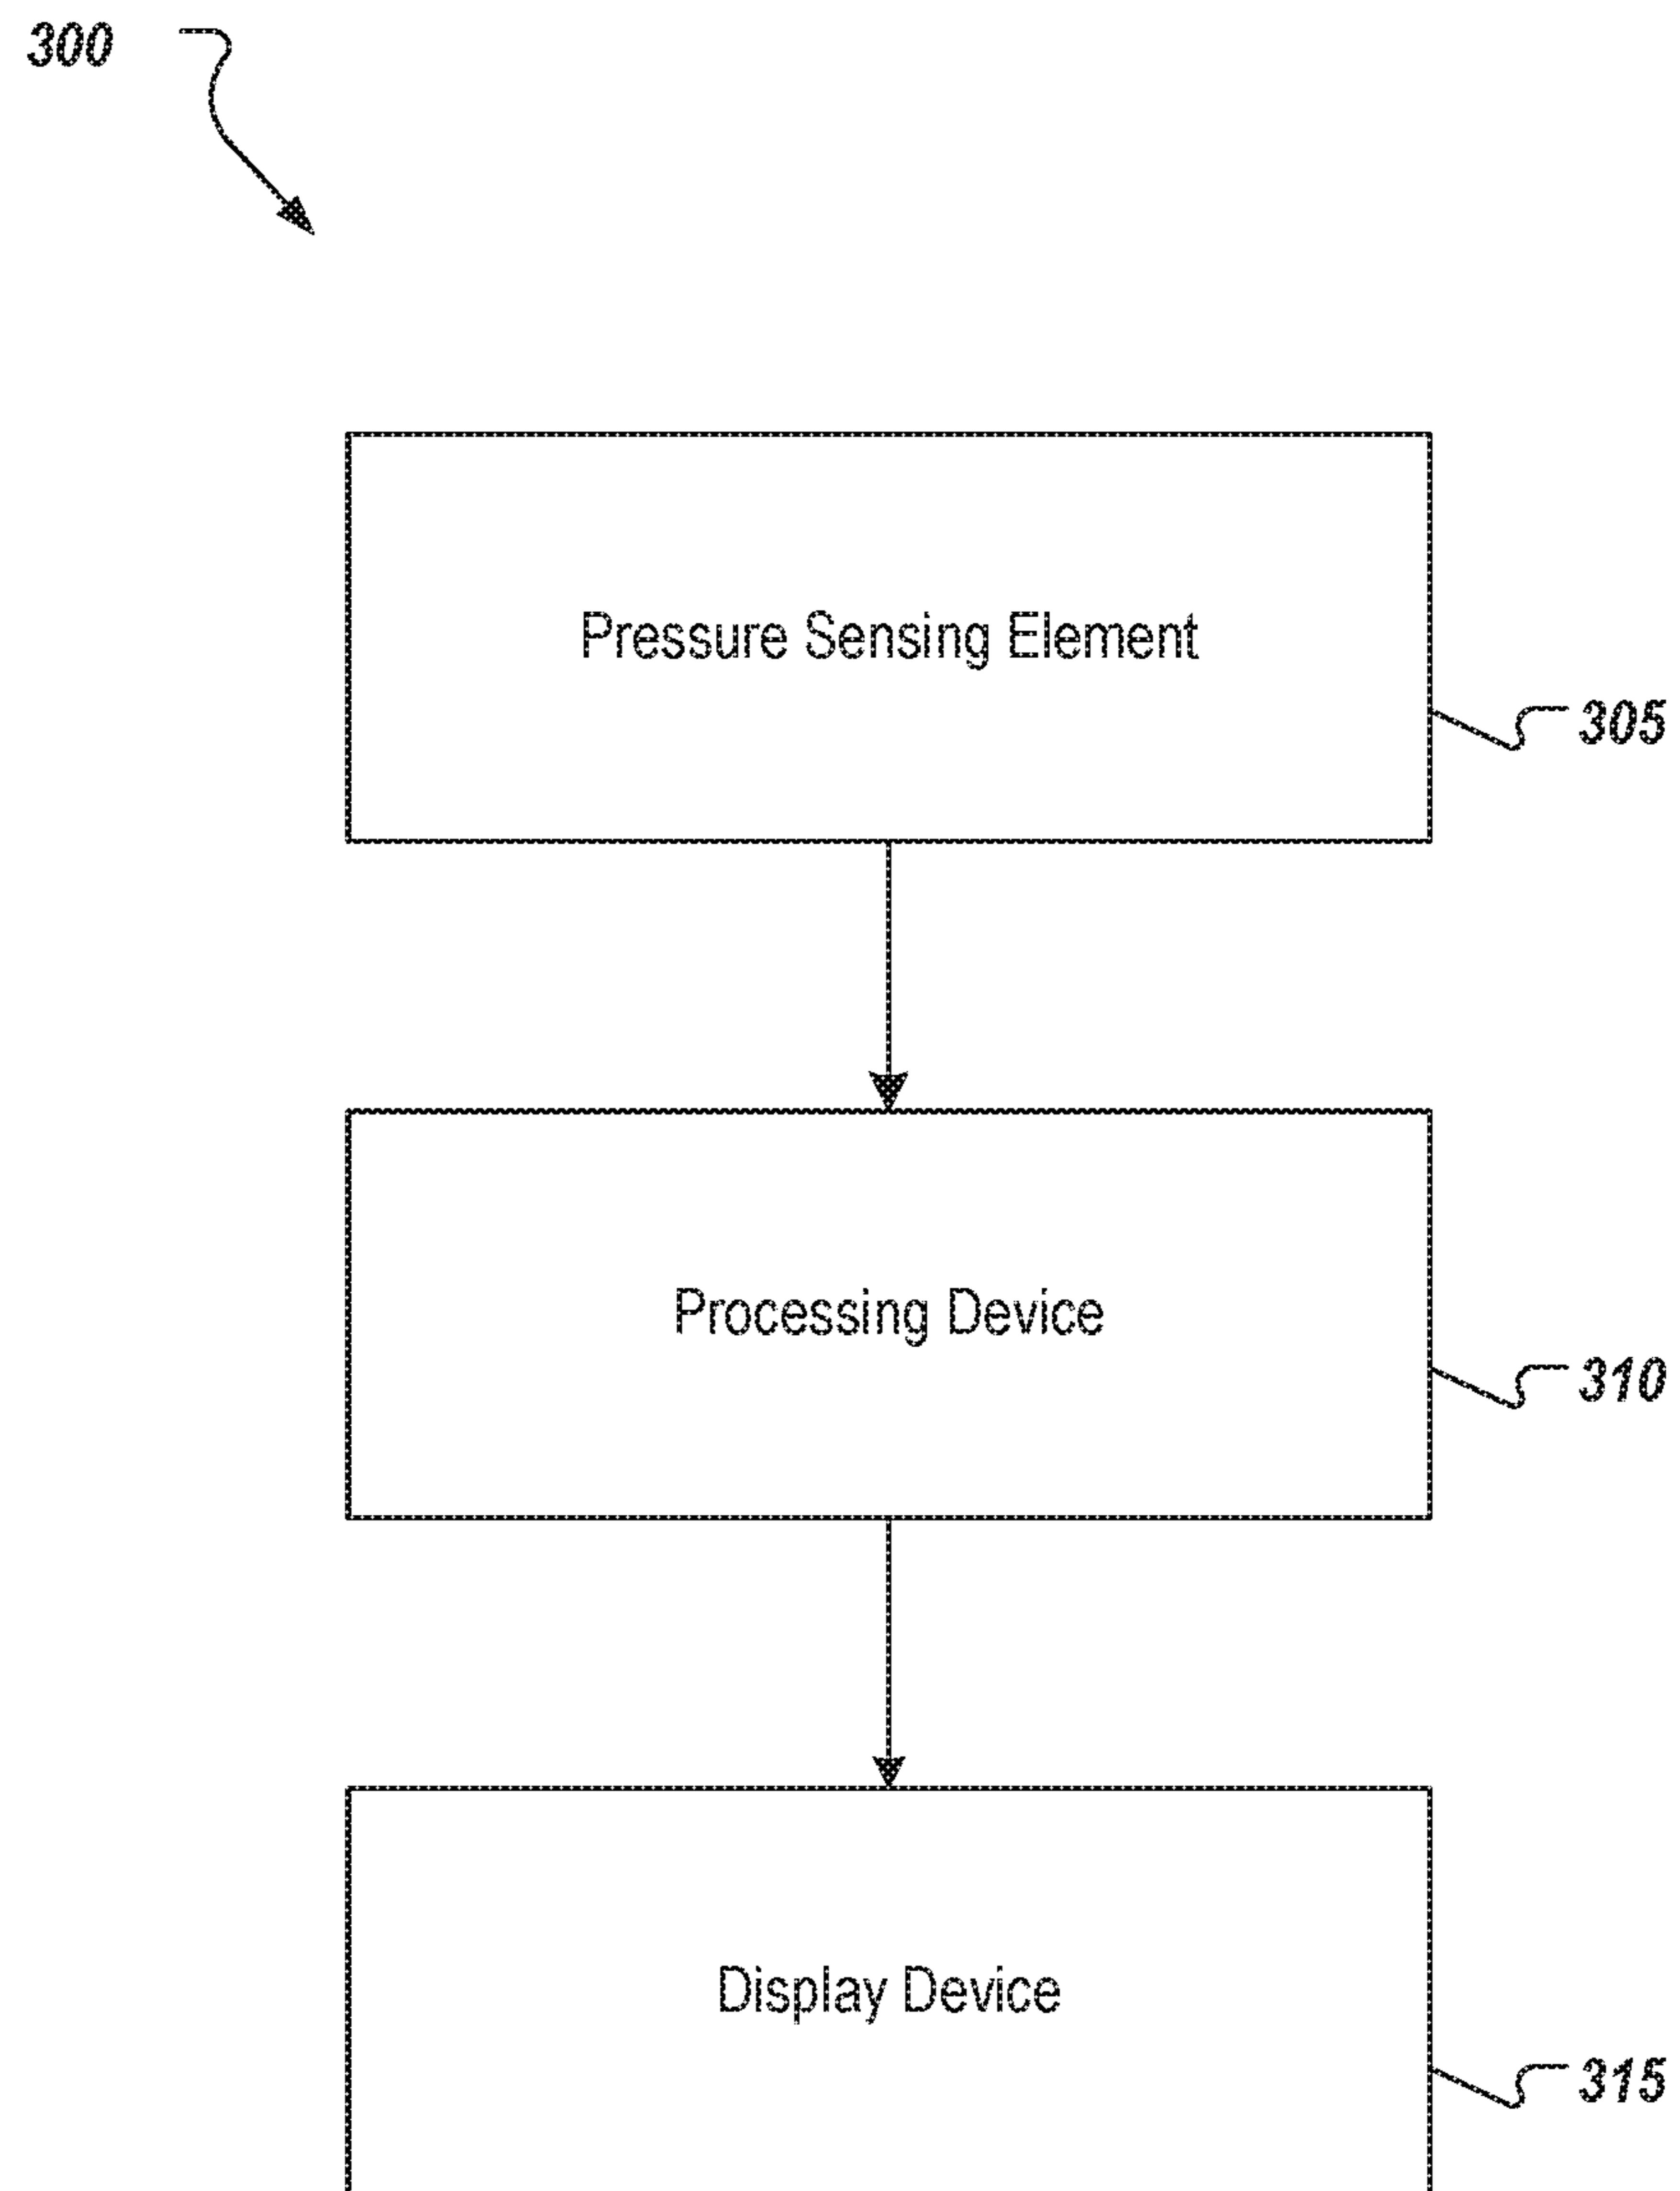 300
Pressure Sensing Element
305
Processing Device
310
Display Device
315